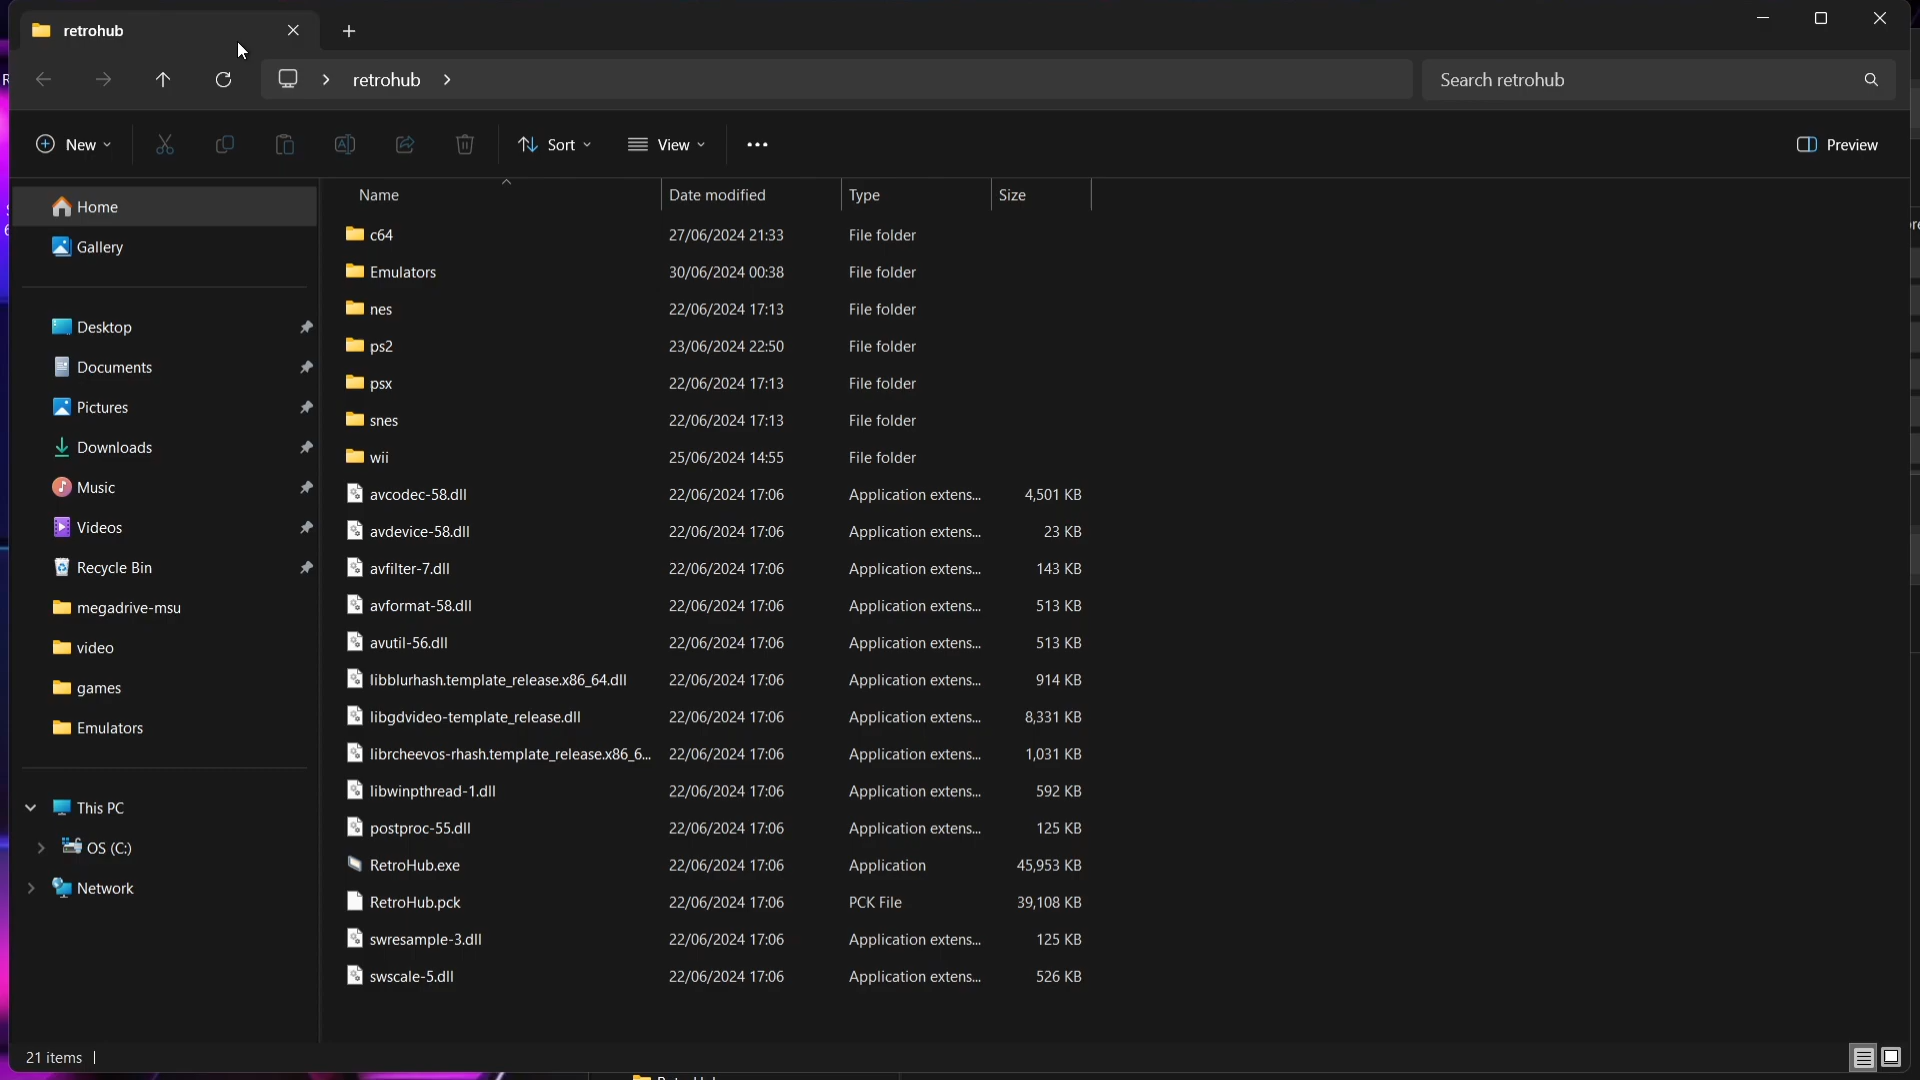 retrohub
retrohub
Search retrohub
New
Sort
View
Preview
Home
Gallery
Desktop
Documents
Pictures
Downloads
Music
Videos
Recycle Bin
megadrive-msu
video
games
Emulators
This PC
OS (C:)
Network
Name Date modified Type Size
c64 27/06/2024 21:33 File folder
Emulators 30/06/2024 00:38 File folder
nes 22/06/2024 17:13 File folder
ps2 23/06/2024 22:50 File folder
psx 22/06/2024 17:13 File folder
snes 22/06/2024 17:13 File folder
wii 25/06/2024 14:55 File folder
avcodec-58.dll 22/06/2024 17:06 Application extens... 4,501 KB
avdevice-58.dll 22/06/2024 17:06 Application extens... 23 KB
avfilter-7.dll 22/06/2024 17:06 Application extens... 143 KB
avformat-58.dll 22/06/2024 17:06 Application extens... 513 KB
avutil-56.dll 22/06/2024 17:06 Application extens... 513 KB
libblurhash.template_release.x86_64.dll 22/06/2024 17:06 Application extens... 914 KB
libgdvideo-template_release.dll 22/06/2024 17:06 Application extens... 8,331 KB
librcheevos-rhash.template_release.x86_6... 22/06/2024 17:06 Application extens... 1,031 KB
libwinpthread-1.dll 22/06/2024 17:06 Application extens... 592 KB
postproc-55.dll 22/06/2024 17:06 Application extens... 125 KB
RetroHub.exe 22/06/2024 17:06 Application 45,953 KB
RetroHub.pck 22/06/2024 17:06 PCK File 39,108 KB
swresample-3.dll 22/06/2024 17:06 Application extens... 125 KB
swscale-5.dll 22/06/2024 17:06 Application extens... 526 KB
21 items